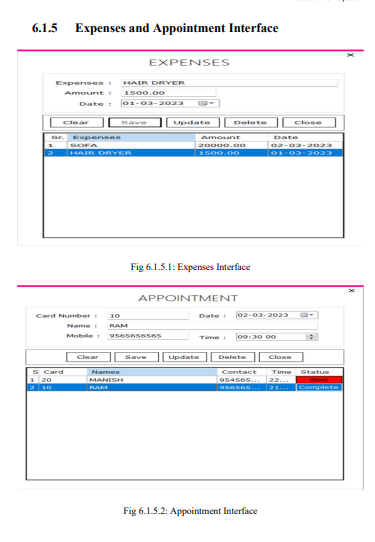 6.1.5 Expenses and Appointment Interface
EXPENSES
Expenses : HAIR DRYER
Amount : 1500.00
Date : 01-03-2023
Clear Save Update Delete Close
Sr. Expenses Amount Date
1 SOFA 20000.00 02-03-2023
2 HAIR DRYER 1500.00 01-03-2023
Fig 6.1.5.1: Expenses Interface
APPOINTMENT
Card Number : 10 Date : 02-03-2023
Name : RAM
Mobile : 9565656565 Time : 09:30 00
Clear Save Update Delete Close
S Card Names Contact Time Status
1 20 MANISH 954565... 22... Wait
2 10 RAM 956565... 21... Complete
Fig 6.1.5.2: Appointment Interface